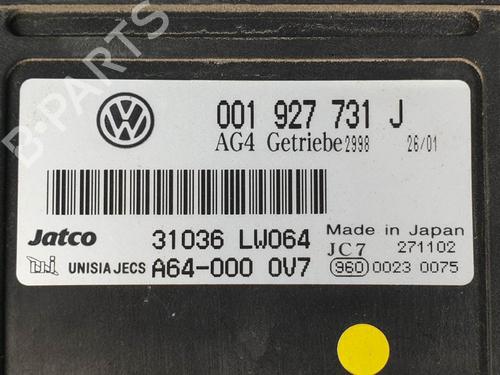 B-PARTS
001 927 731 J
AG4 Getriebe 2998 26/01
Jatco 31036 LW064 Made in Japan
JC7 271102
UNISIA JECS A64-000 0V7 960 0023 0075